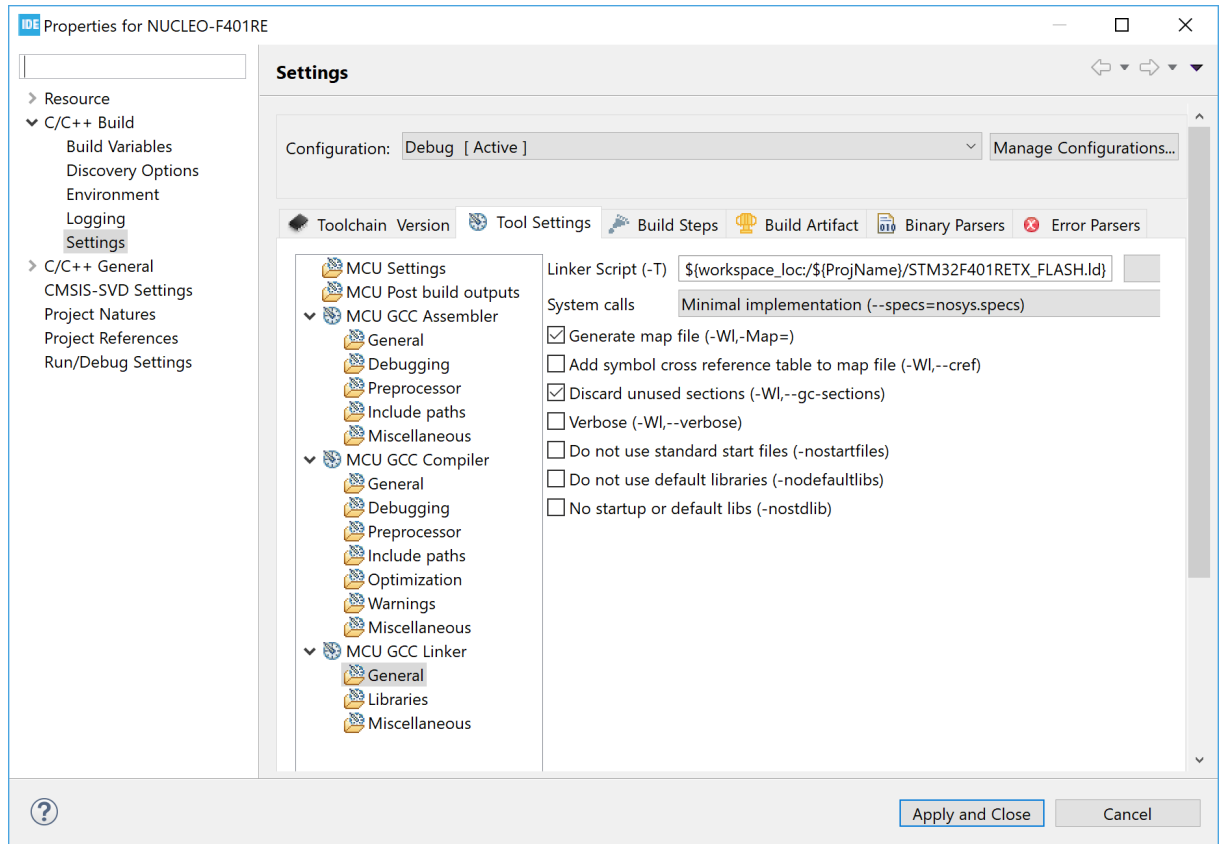 IDE Properties for NUCLEO-F401RE
Resource
C/C++ Build
Build Variables
Discovery Options
Environment
Logging
Settings
C/C++ General
CMSIS-SVD Settings
Project Natures
Project References
Run/Debug Settings
Settings
Configuration: Debug [ Active ] Manage Configurations...
Toolchain Version Tool Settings Build Steps Build Artifact 010 Binary Parsers Error Parsers
MCU Settings
MCU Post build outputs
MCU GCC Assembler
General
Debugging
Preprocessor
Include paths
Miscellaneous
MCU GCC Compiler
General
Debugging
Preprocessor
Include paths
Optimization
Warnings
Miscellaneous
MCU GCC Linker
General
Libraries
Miscellaneous
Linker Script (-T) ${workspace_loc:/${ProjName}/STM32F401RETX_FLASH.ld}
System calls Minimal implementation (--specs=nosys.specs)
Generate map file (-Wl,-Map=)
Add symbol cross reference table to map file (-Wl,--cref)
Discard unused sections (-Wl,--gc-sections)
Verbose (-Wl,--verbose)
Do not use standard start files (-nostartfiles)
Do not use default libraries (-nodefaultlibs)
No startup or default libs (-nostdlib)
? Apply and Close Cancel